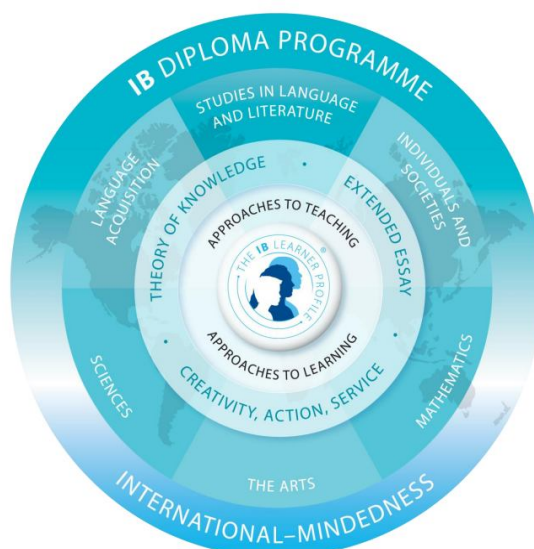 IB DIPLOMA PROGRAMME
STUDIES IN LANGUAGE
AND LITERATURE
LANGUAGE
ACQUISITION
INDIVIDUALS AND
SOCIETIES
THEORY OF KNOWLEDGE
EXTENDED ESSAY
APPROACHES TO TEACHING
THE IB LEARNER PROFILE
®
APPROACHES TO LEARNING
CREATIVITY, ACTION, SERVICE
SCIENCES
MATHEMATICS
THE ARTS
INTERNATIONAL–MINDEDNESS